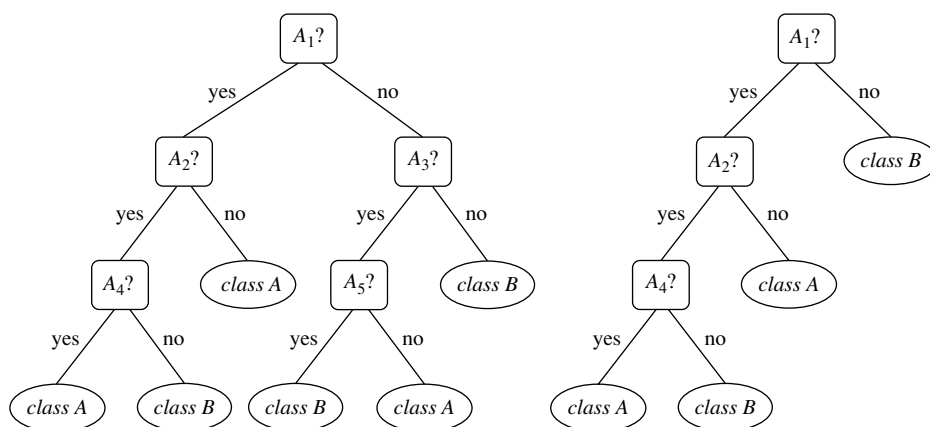 A₁? A₁?
yes no yes no
A₂? A₃? A₂? class B
yes no yes no yes no
A₄? class A A₅? class B A₄? class A
yes no yes no yes no
class A class B class B class A class A class B